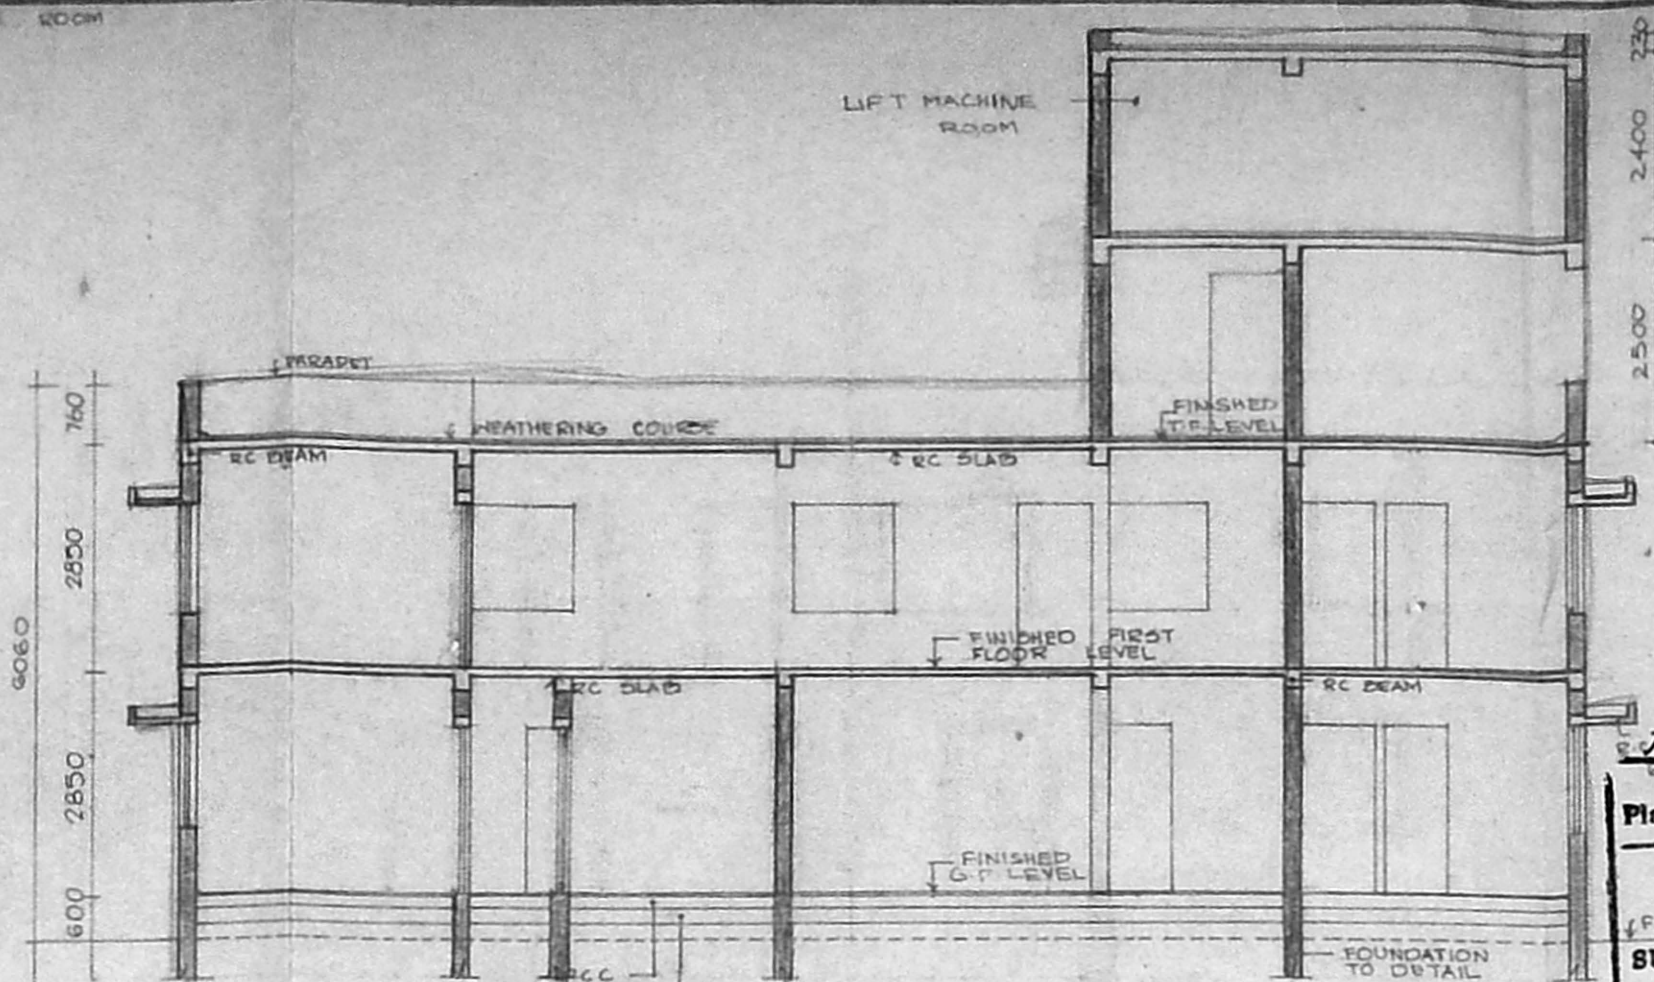 ROOM
230
LIFT MACHINE
ROOM
2400
2500
PARAPET
760
WEATHERING COURSE
FINISHED
T.F. LEVEL
RC BEAM
RC SLAB
2850
6060
FINISHED FIRST
FLOOR LEVEL
RC SLAB
RC BEAM
2850
FINISHED
G.F LEVEL
600
FOUNDATION
TO DETAIL